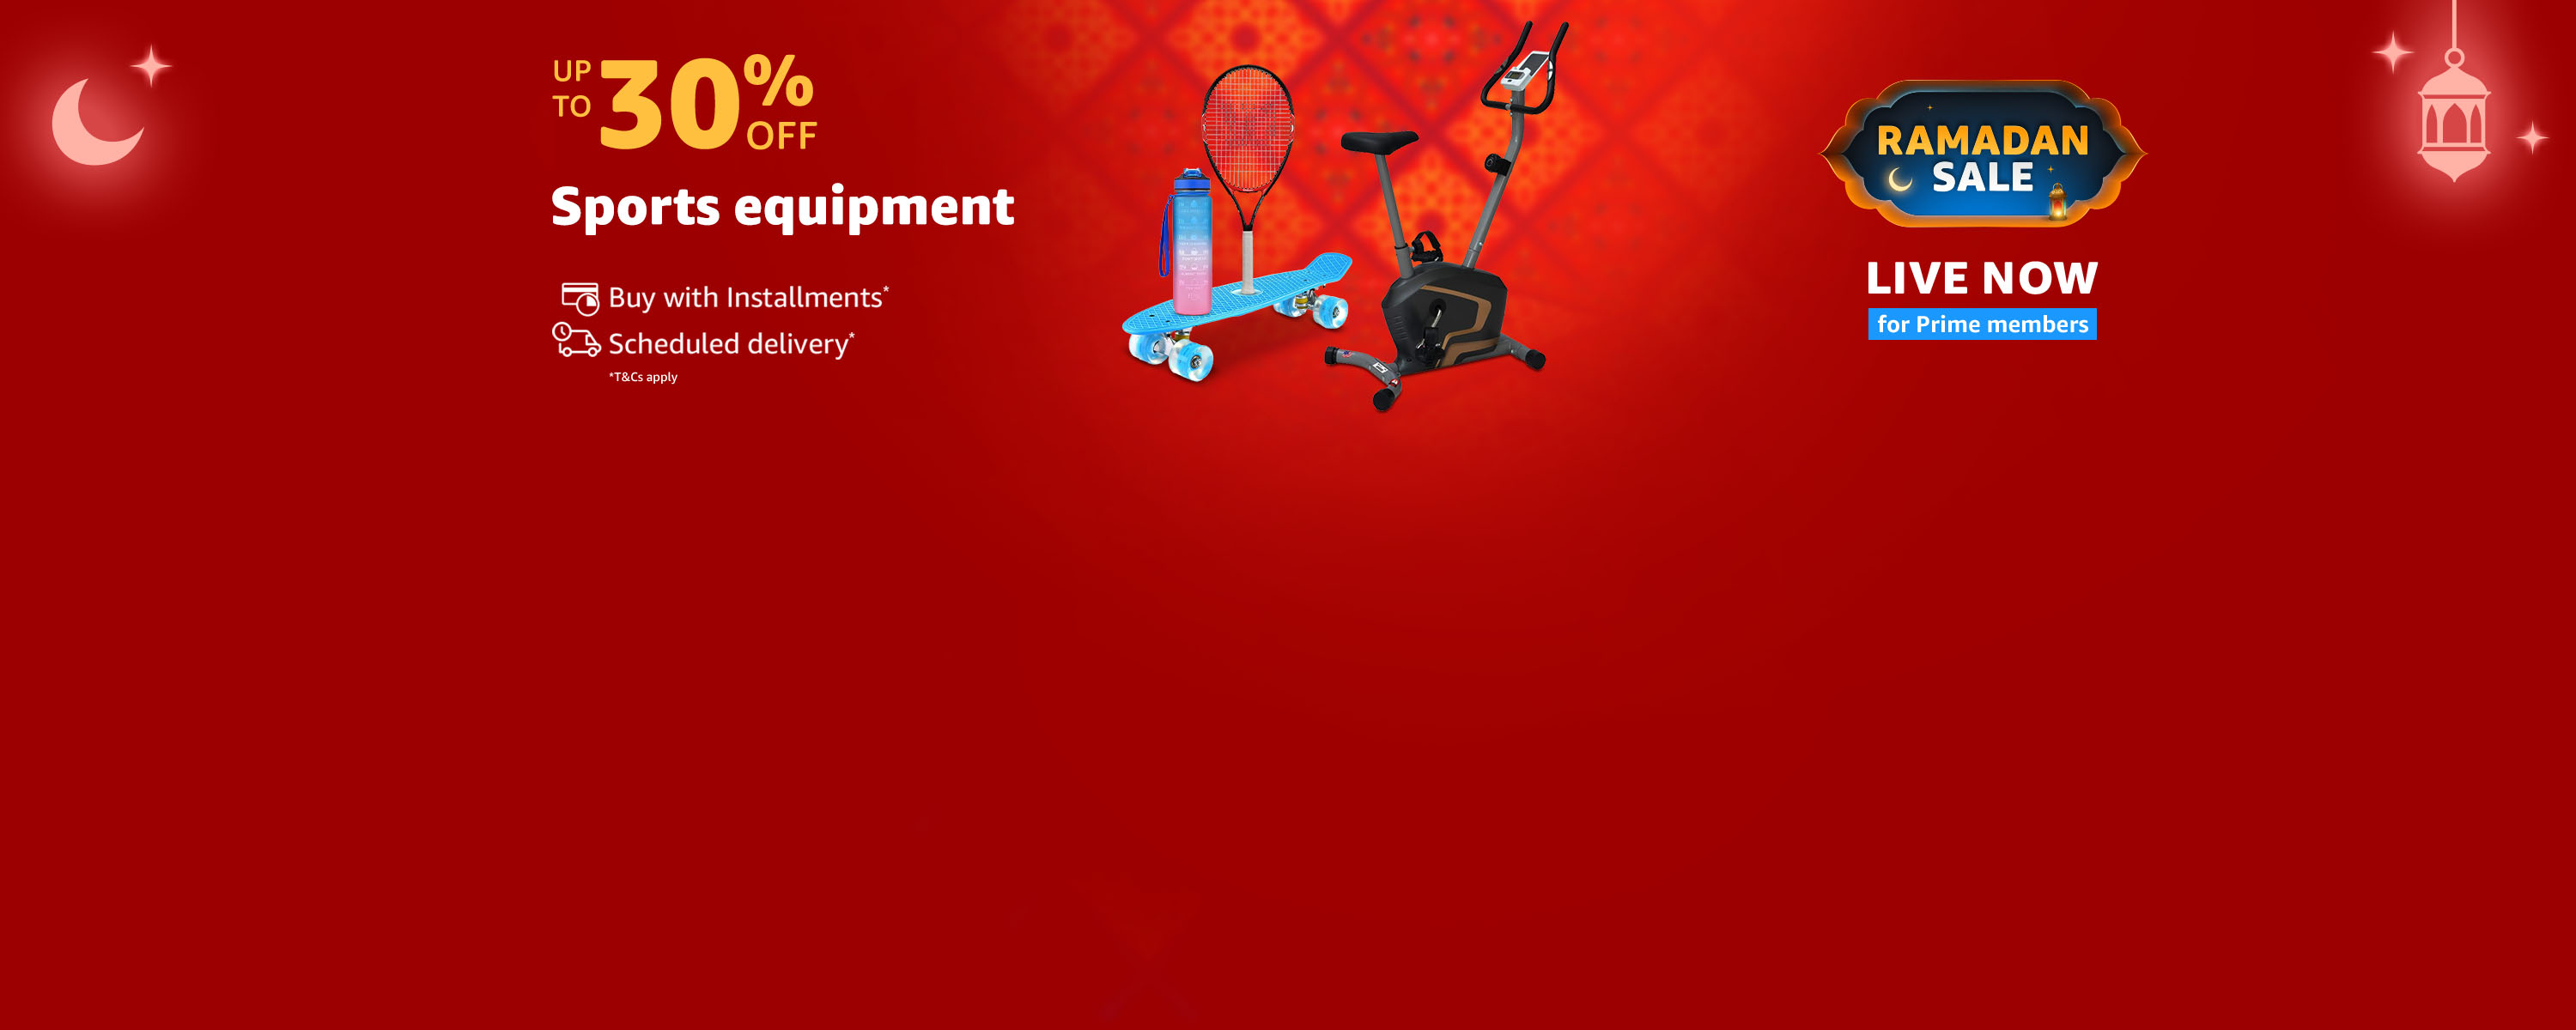 UP TO 30% OFF
Sports equipment
Buy with Installments*
Scheduled delivery*
*T&Cs apply
RAMADAN
SALE
LIVE NOW
for Prime members